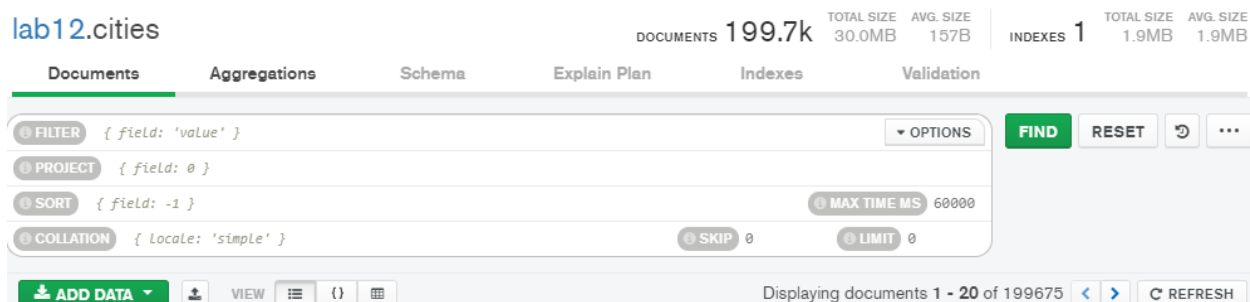 lab12.cities
DOCUMENTS 199.7k TOTAL SIZE 30.0MB AVG. SIZE 157B INDEXES 1 TOTAL SIZE 1.9MB AVG. SIZE 1.9MB
Documents Aggregations Schema Explain Plan Indexes Validation
FILTER { field: 'value' } OPTIONS FIND RESET
PROJECT { field: 0 }
SORT { field: -1 } MAX TIME MS 60000
COLLATION { locale: 'simple' } SKIP 0 LIMIT 0
ADD DATA VIEW {} Displaying documents 1 - 20 of 199675 < > REFRESH